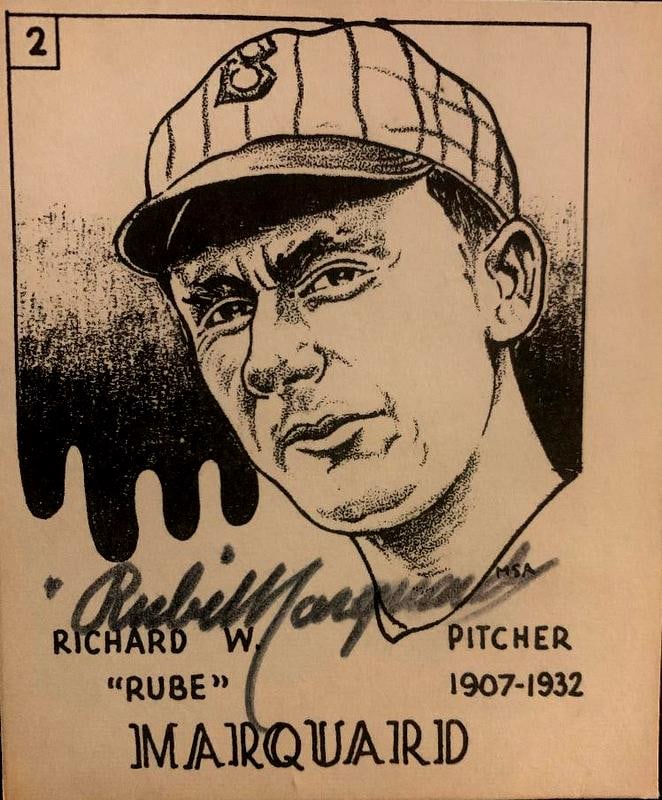 2
B
"Rube" Marquard
MSA
RICHARD W. PITCHER
"RUBE" 1907-1932
MARQUARD